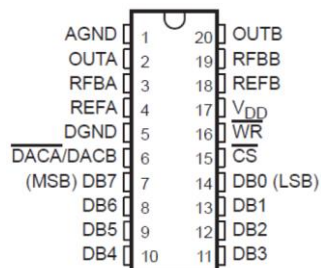 AGND 1 20 OUTB
OUTA 2 19 RFBB
RFBA 3 18 REFB
REFA 4 17 VDD
DGND 5 16 WR
DACA/DACB 6 15 CS
(MSB) DB7 7 14 DB0 (LSB)
DB6 8 13 DB1
DB5 9 12 DB2
DB4 10 11 DB3